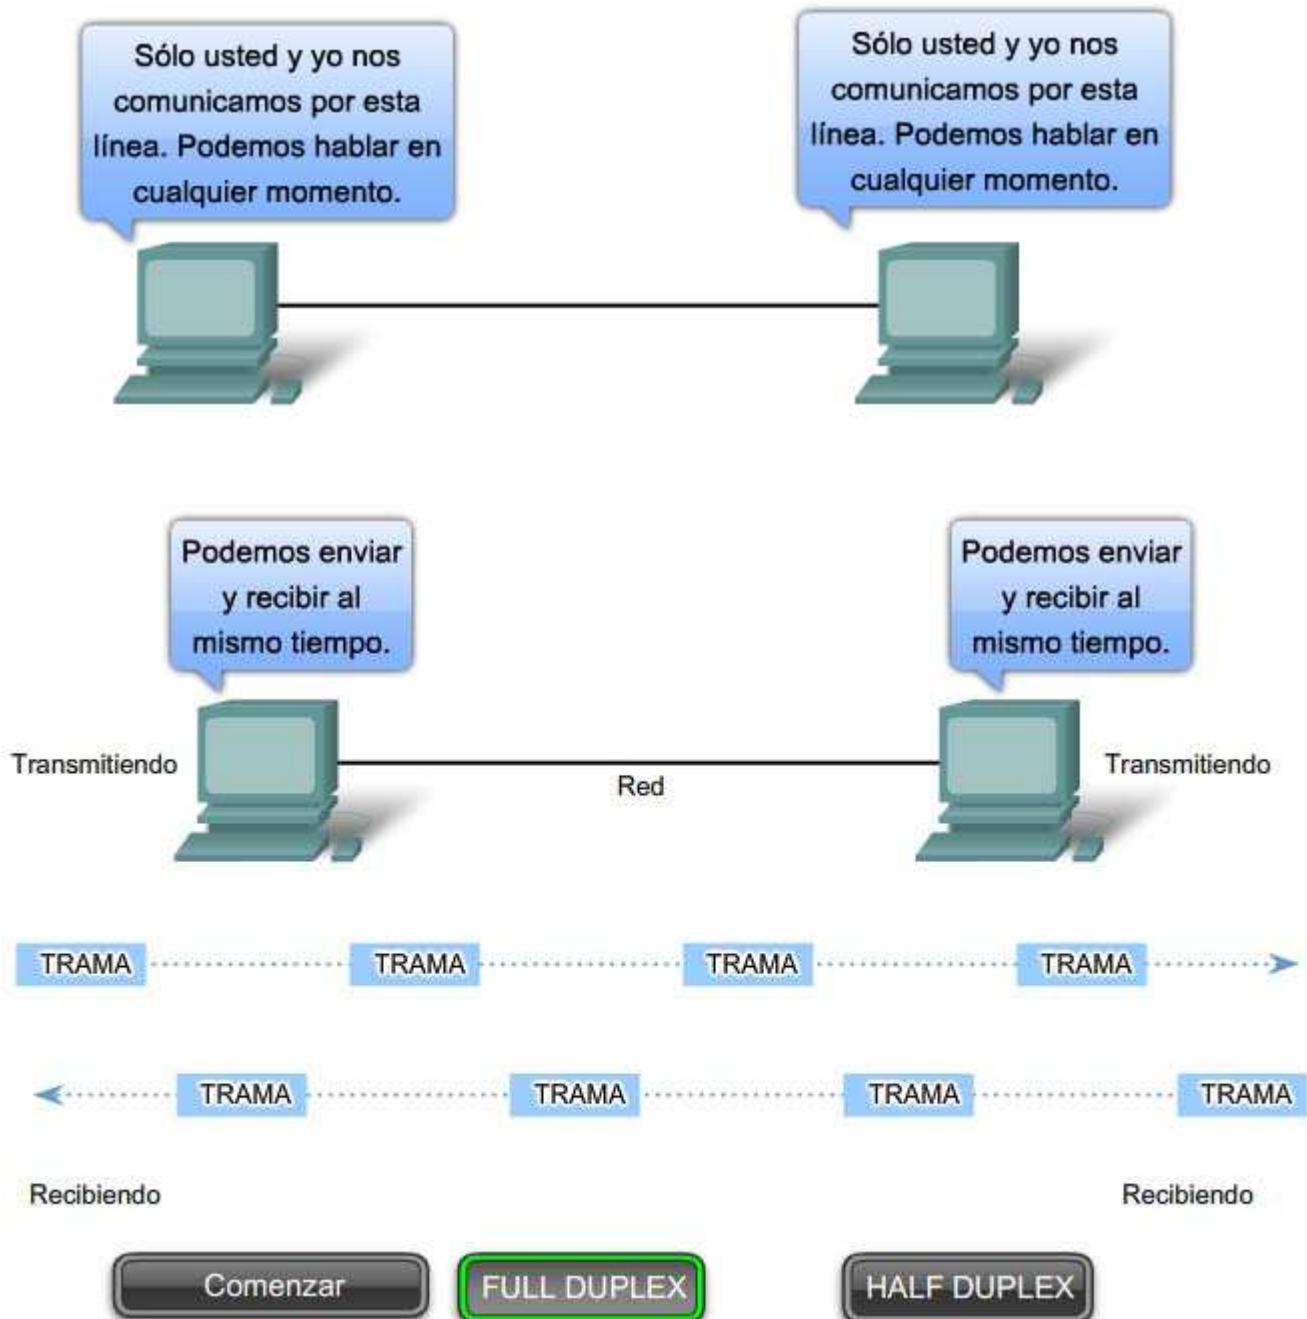 Sólo usted y yo nos
comunicamos por esta
línea. Podemos hablar en
cualquier momento.
Sólo usted y yo nos
comunicamos por esta
línea. Podemos hablar en
cualquier momento.
Podemos enviar
y recibir al
mismo tiempo.
Podemos enviar
y recibir al
mismo tiempo.
Transmitiendo
Red
Transmitiendo
TRAMA TRAMA TRAMA TRAMA
TRAMA TRAMA TRAMA TRAMA
Recibiendo
Recibiendo
Comenzar
FULL DUPLEX
HALF DUPLEX